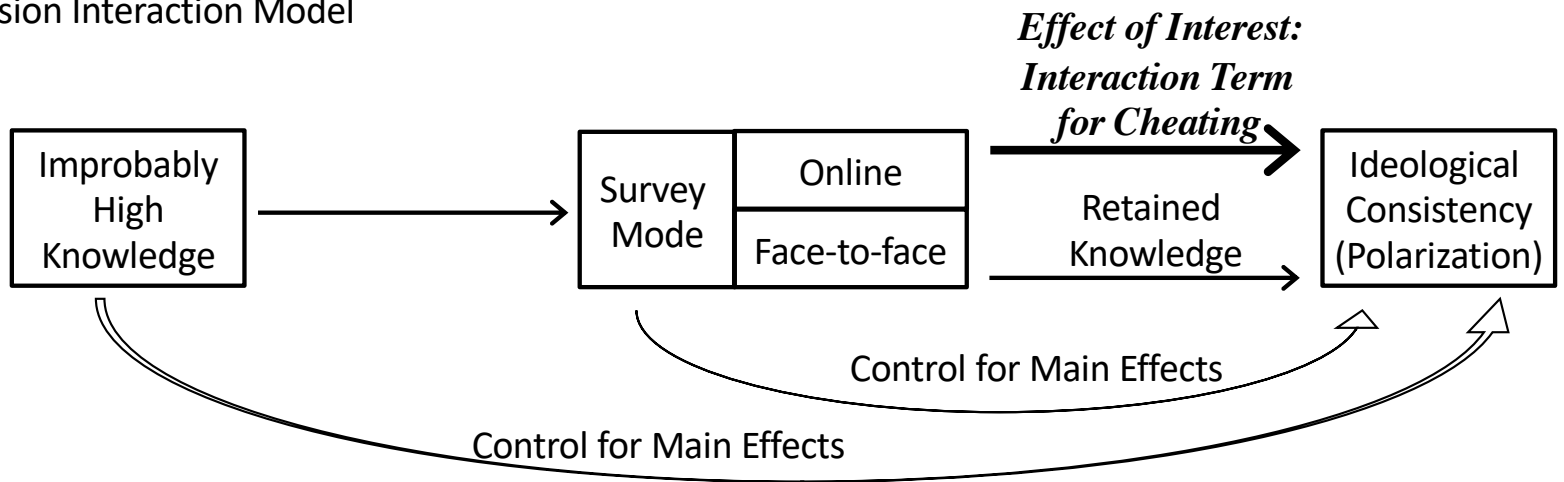 Interaction Model
Effect of Interest:
Interaction Term
for Cheating
Improbably
High
Knowledge
Survey
Mode
Online
Face-to-face
Retained
Knowledge
Ideological
Consistency
(Polarization)
Control for Main Effects
Control for Main Effects